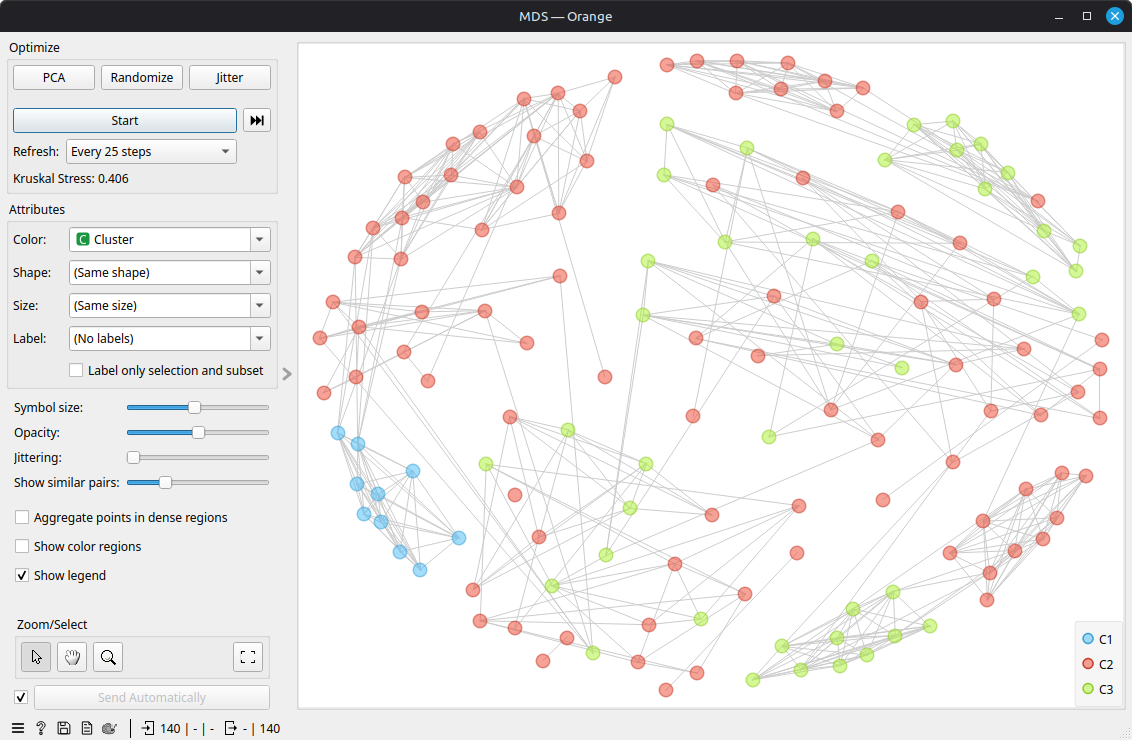 MDS — Orange
Optimize
PCA Randomize Jitter
Start
Refresh: Every 25 steps
Kruskal Stress: 0.406
Attributes
Color: C Cluster
Shape: (Same shape)
Size: (Same size)
Label: (No labels)
Label only selection and subset
Symbol size:
Opacity:
Jittering:
Show similar pairs:
Aggregate points in dense regions
Show color regions
Show legend
Zoom/Select
Send Automatically
140 | - | - - | 140
C1
C2
C3